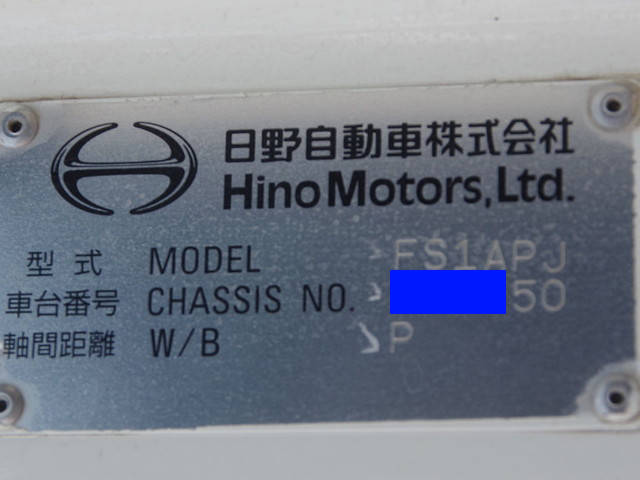 日野自動車株式会社
Hino Motors, Ltd.
型式 MODEL FS1APJ
車台番号 CHASSIS NO. 50
軸間距離 W/B P